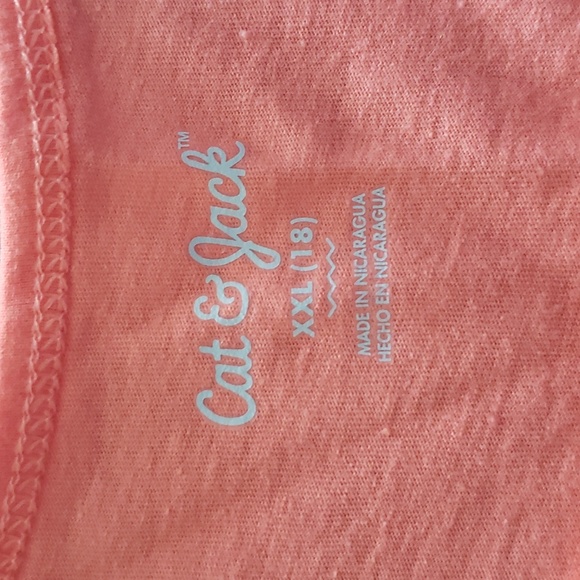 Cat & Jack™
XXL (18)
MADE IN NICARAGUA
HECHO EN NICARAGUA